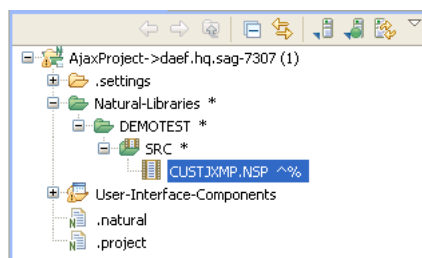 AjaxProject->daef.hq.sag-7307 (1)
.settings
Natural-Libraries *
DEMOTEST *
SRC *
CUSTJXMP.NSP ^%
User-Interface-Components
.natural
.project